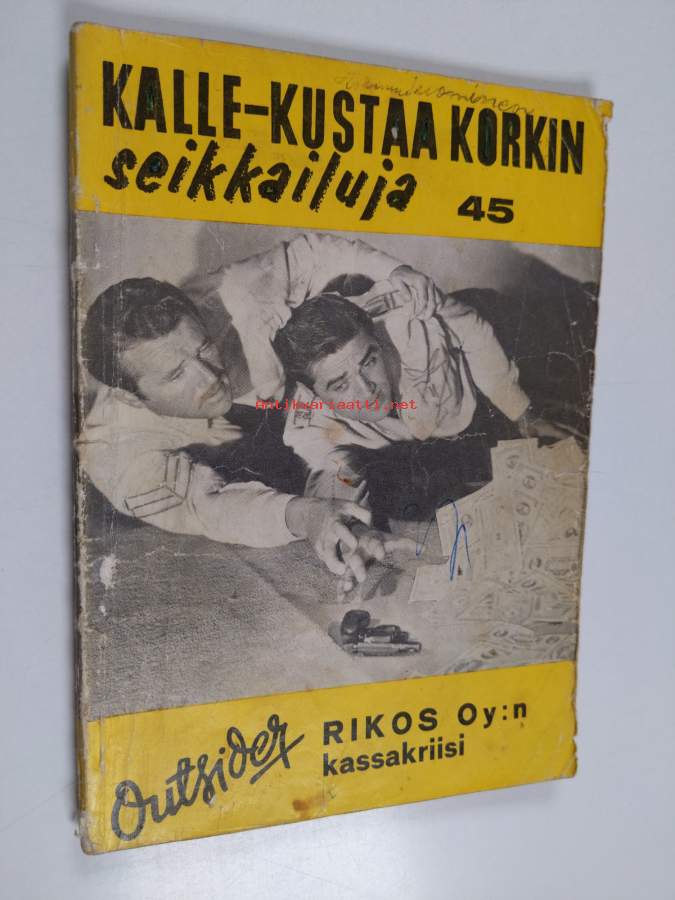 KALLE-KUSTAA KORKIN
seikkailuja 45
antikvariaatti.net
Outsider
RIKOS Oy:n
kassakriisi